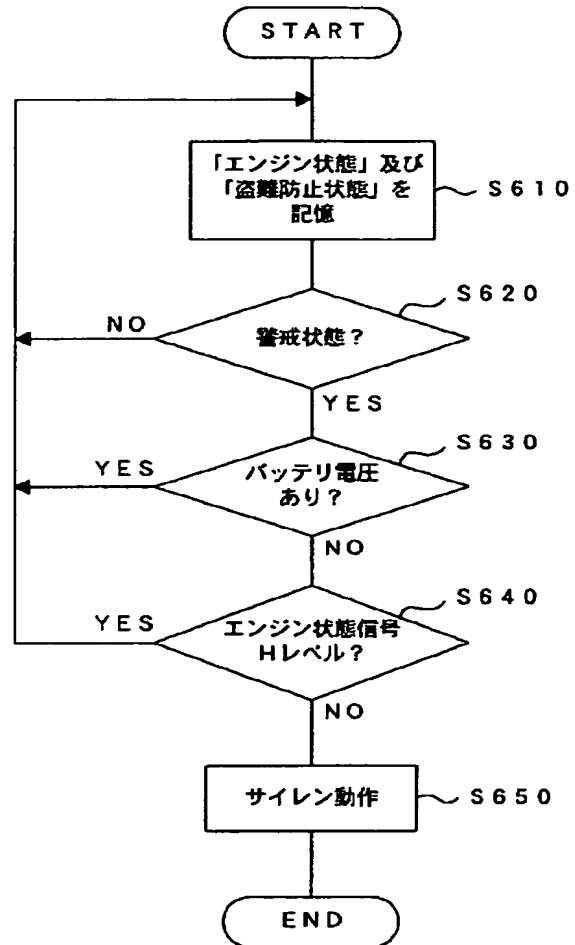 START
「エンジン状態」及び
「盗難防止状態」を
記憶
S610
S620
NO
警戒状態？
YES
S630
YES
バッテリ電圧
あり？
NO
S640
YES
エンジン状態信号
Hレベル？
NO
サイレン動作
S650
END